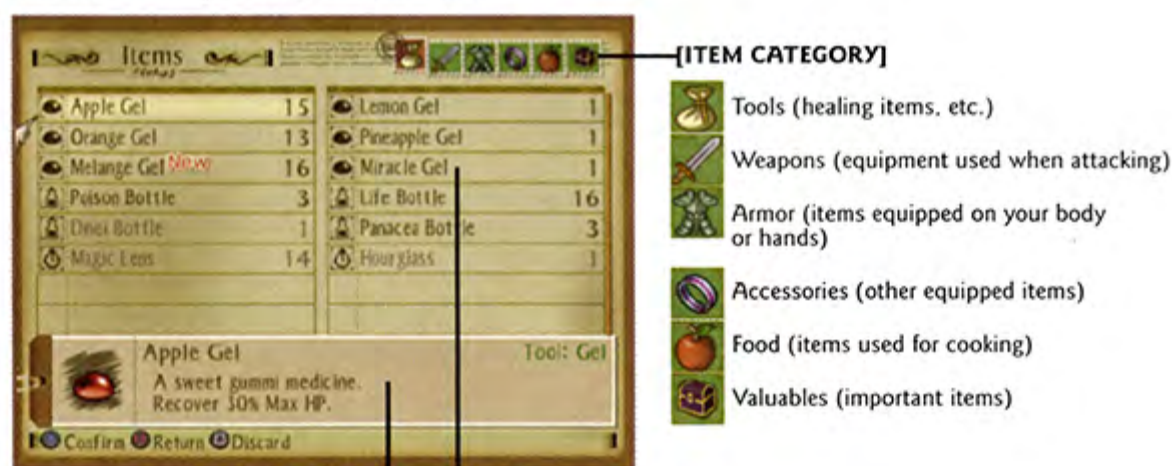 Items
[ITEM CATEGORY]
Apple Gel 15
Orange Gel 13
Melange Gel New 16
Poison Bottle 3
Dnei Bottle 1
Magic Lens 14
Lemon Gel 1
Pineapple Gel 1
Miracle Gel 1
Life Bottle 16
Panacea Bottle 3
Hourglass 1
Apple Gel Tool: Gel
A sweet gummi medicine.
Recover 30% Max HP.
Confirm Return Discard
Tools (healing items, etc.)
Weapons (equipment used when attacking)
Armor (items equipped on your body
or hands)
Accessories (other equipped items)
Food (items used for cooking)
Valuables (important items)